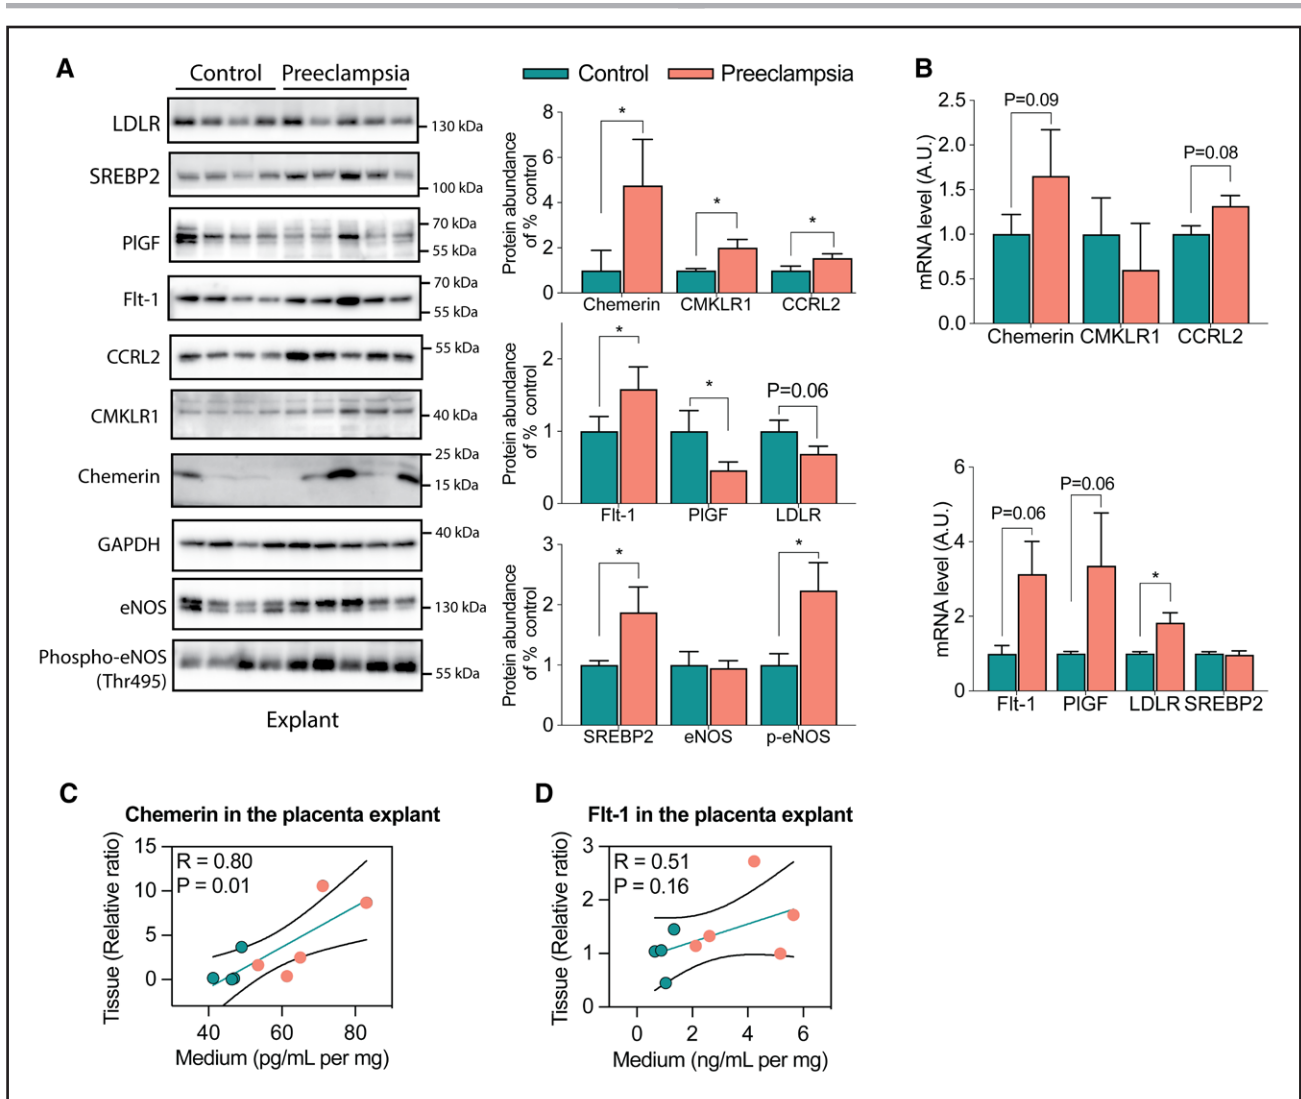 A
Control Preeclampsia
LDLR
130 kDa
SREBP2
100 kDa
PIGF
70 kDa
55 kDa
Flt-1
70 kDa
55 kDa
CCRL2
55 kDa
CMKLR1
40 kDa
Chemerin
25 kDa
15 kDa
GAPDH
40 kDa
eNOS
130 kDa
Phospho-eNOS
(Thr495)
55 kDa
Explant
Control Preeclampsia
Protein abundance
of % control
8
6
4
2
0
* * *
Chemerin CMKLR1 CCRL2
Protein abundance
of % control
2
1
0
* * P=0.06
Flt-1 PIGF LDLR
Protein abundance
of % control
3
2
1
0
* *
SREBP2 eNOS p-eNOS
B
mRNA level (A.U.)
2.5
2.0
1.5
1.0
0.5
0.0
P=0.09
P=0.08
Chemerin CMKLR1 CCRL2
mRNA level (A.U.)
6
4
2
0
P=0.06
P=0.06
*
Flt-1 PIGF LDLR SREBP2
C
Chemerin in the placenta explant
Tissue (Relative ratio)
15
10
5
0
R = 0.80
P = 0.01
40 60 80
Medium (pg/mL per mg)
D
Flt-1 in the placenta explant
Tissue (Relative ratio)
3
2
1
0
R = 0.51
P = 0.16
0 2 4 6
Medium (ng/mL per mg)